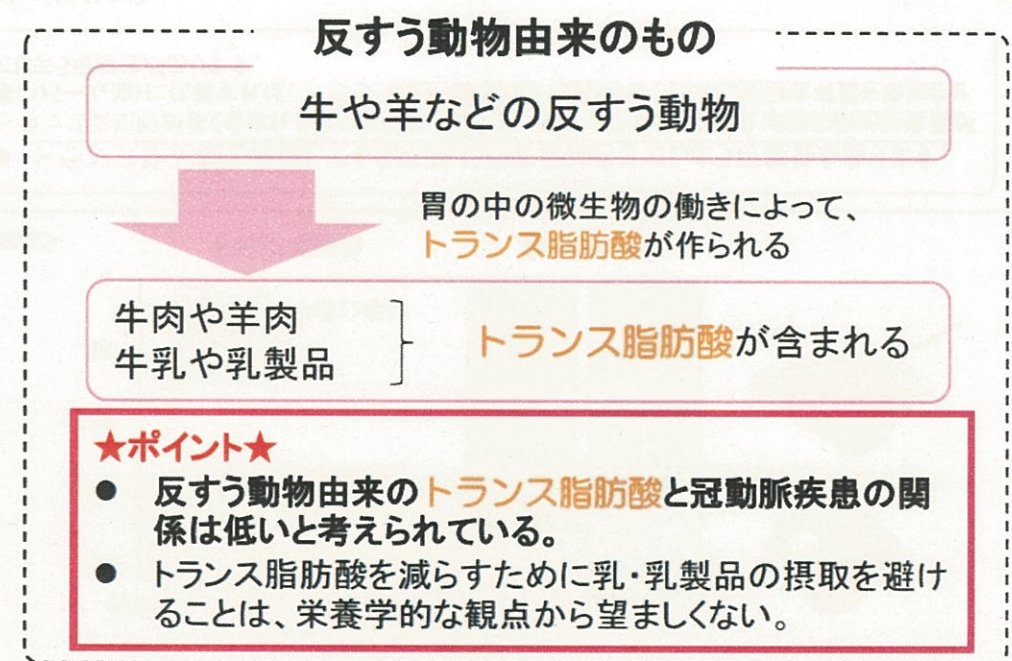 反すう動物由来のもの
牛や羊などの反すう動物
胃の中の微生物の働きによって、
トランス脂肪酸が作られる
牛肉や羊肉
牛乳や乳製品
トランス脂肪酸が含まれる
★ポイント★
● 反すう動物由来のトランス脂肪酸と冠動脈疾患の関
係は低いと考えられている。
● トランス脂肪酸を減らすために乳・乳製品の摂取を避け
ることは、栄養学的な観点から望ましくない。